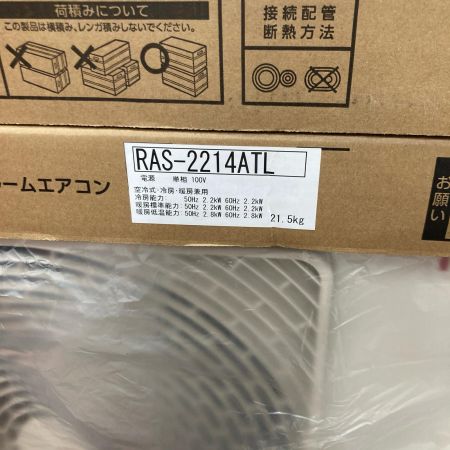 荷積みについて
この製品は横積み、レンガ積みしないでください。
接続配管
断熱方法
ルームエアコン
RAS-2214ATL
電源 単相 100V
空冷式・冷房・暖房兼用
冷房能力: 50Hz 2.2kW 60Hz 2.2kW
暖房標準能力: 50Hz 2.2kW 60Hz 2.2kW
暖房低温能力: 50Hz 2.8kW 60Hz 2.8kW
21.5kg
お願い